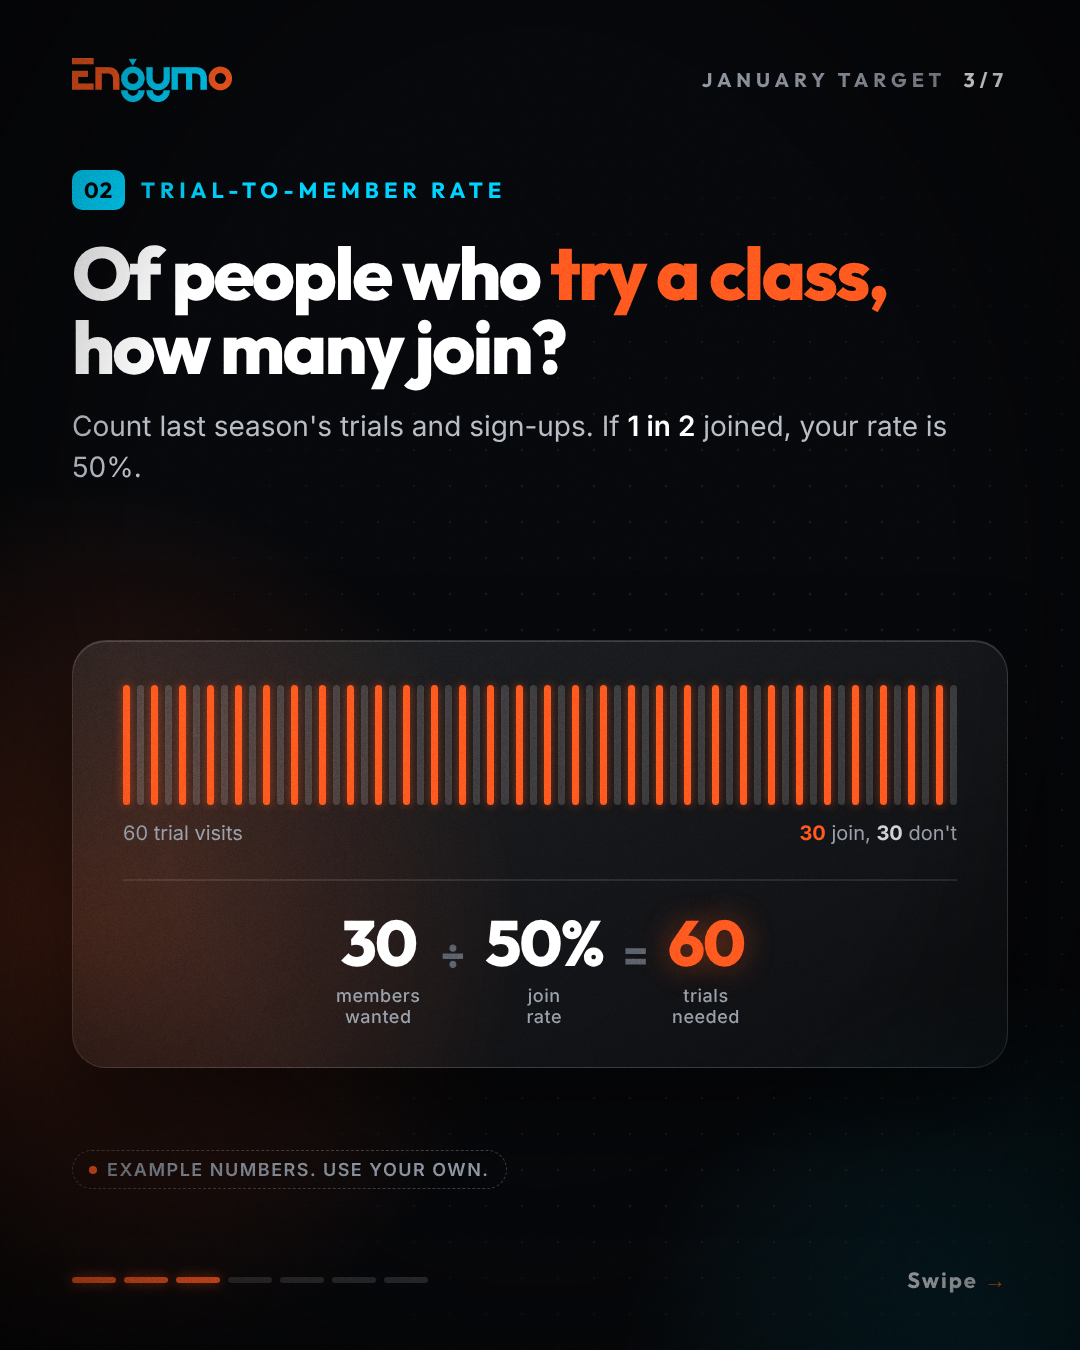 Engymo
JANUARY TARGET 3/7
02 TRIAL-TO-MEMBER RATE
Of people who try a class,
how many join?
Count last season's trials and sign-ups. If 1 in 2 joined, your rate is
50%.
60 trial visits
30 join, 30 don't
30 ÷ 50% = 60
members wanted
join rate
trials needed
EXAMPLE NUMBERS. USE YOUR OWN.
Swipe →